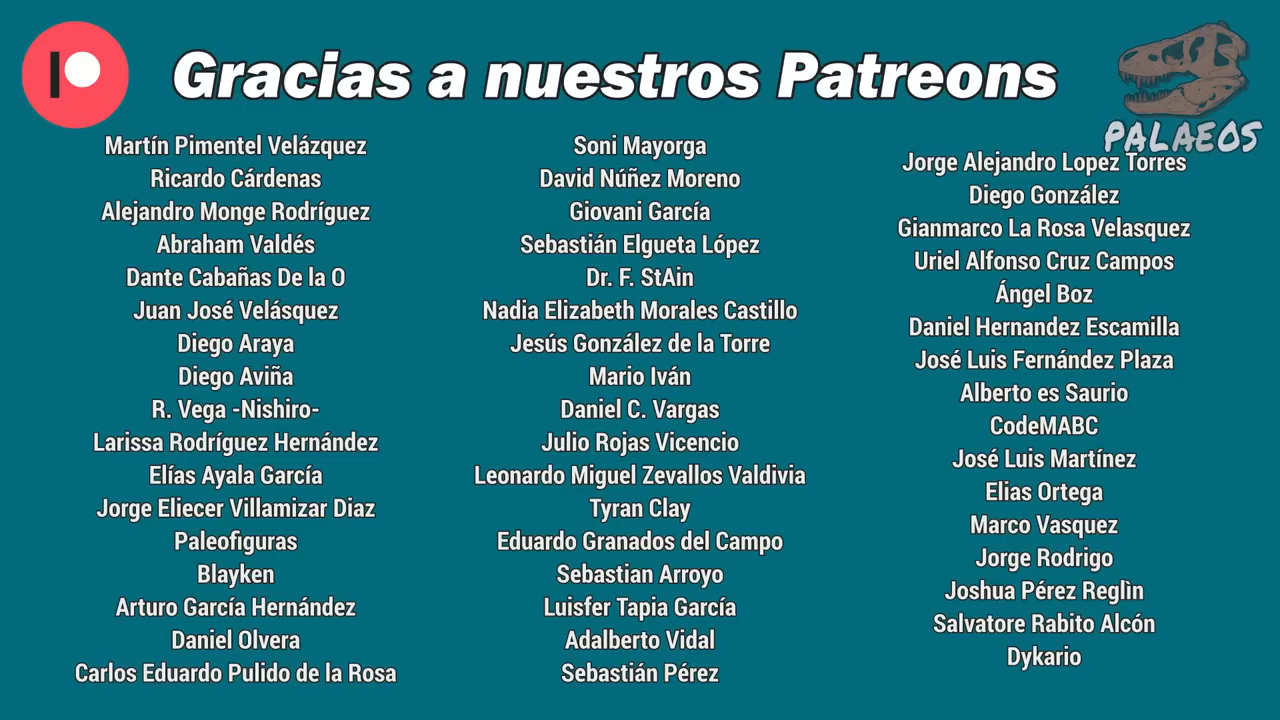 Gracias a nuestros Patreons
PALAEOS
Martín Pimentel Velázquez
Ricardo Cárdenas
Alejandro Monge Rodríguez
Abraham Valdés
Dante Cabañas De la O
Juan José Velásquez
Diego Araya
Diego Aviña
R. Vega -Nishiro-
Larissa Rodríguez Hernández
Elías Ayala García
Jorge Eliecer Villamizar Diaz
Paleofiguras
Blayken
Arturo García Hernández
Daniel Olvera
Carlos Eduardo Pulido de la Rosa
Soni Mayorga
David Núñez Moreno
Giovani García
Sebastián Elgueta López
Dr. F. StAin
Nadia Elizabeth Morales Castillo
Jesús González de la Torre
Mario Iván
Daniel C. Vargas
Julio Rojas Vicencio
Leonardo Miguel Zevallos Valdivia
Tyran Clay
Eduardo Granados del Campo
Sebastian Arroyo
Luisfer Tapia García
Adalberto Vidal
Sebastián Pérez
Jorge Alejandro Lopez Torres
Diego González
Gianmarco La Rosa Velasquez
Uriel Alfonso Cruz Campos
Ángel Boz
Daniel Hernandez Escamilla
José Luis Fernández Plaza
Alberto es Saurio
CodeMABC
José Luis Martínez
Elias Ortega
Marco Vasquez
Jorge Rodrigo
Joshua Pérez Reglìn
Salvatore Rabito Alcón
Dykario